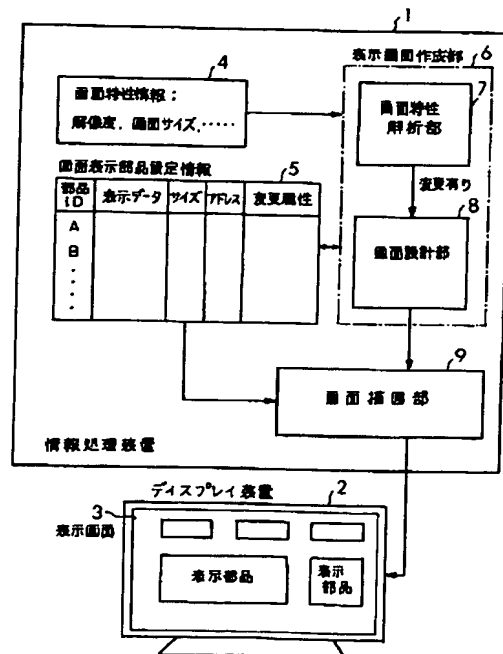 1
表示画面作成部
6
4
画面特性情報:
解像度, 画面サイズ, ‥‥‥
7
画面特性
解析部
画面表示部品設定情報
5
変更有り
部品
ID
表示データ
サイズ
アドレス
変更属性
A
B
8
画面設計部
9
画面描画部
情報処理装置
ディスプレイ装置
2
3
表示画面
表示部品
表示
部品